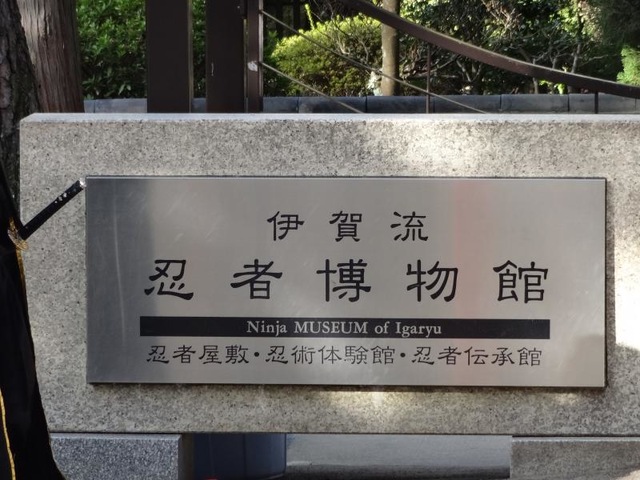 伊賀流
忍者博物館
Ninja MUSEUM of Igaryu
忍者屋敷・忍術体験館・忍者伝承館